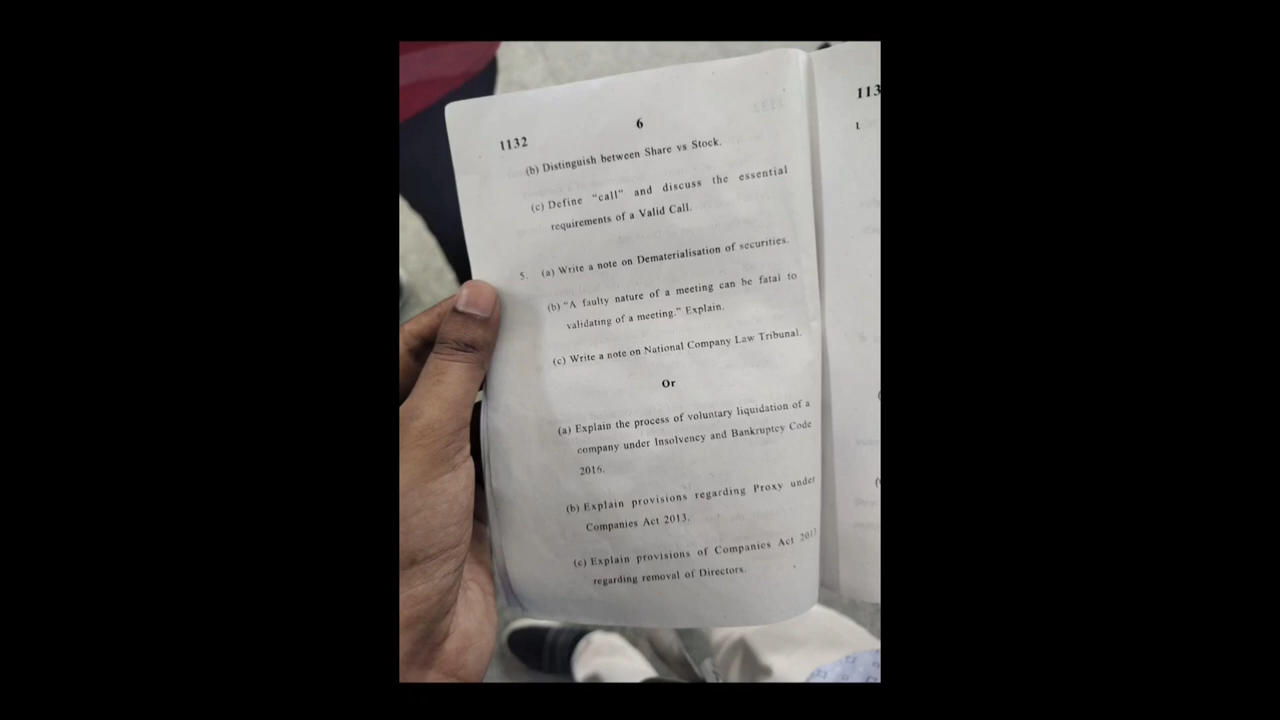 1132
6
(b) Distinguish between Share vs Stock.
(c) Define "call" and discuss the essential
requirements of a Valid Call.
5. (a) Write a note on Dematerialisation of securities.
(b) "A faulty nature of a meeting can be fatal to
validating of a meeting." Explain.
(c) Write a note on National Company Law Tribunal.
Or
(a) Explain the process of voluntary liquidation of a
company under Insolvency and Bankruptcy Code
2016.
(b) Explain provisions regarding Proxy under
Companies Act 2013.
(c) Explain provisions of Companies Act 2013
regarding removal of Directors.
113
1